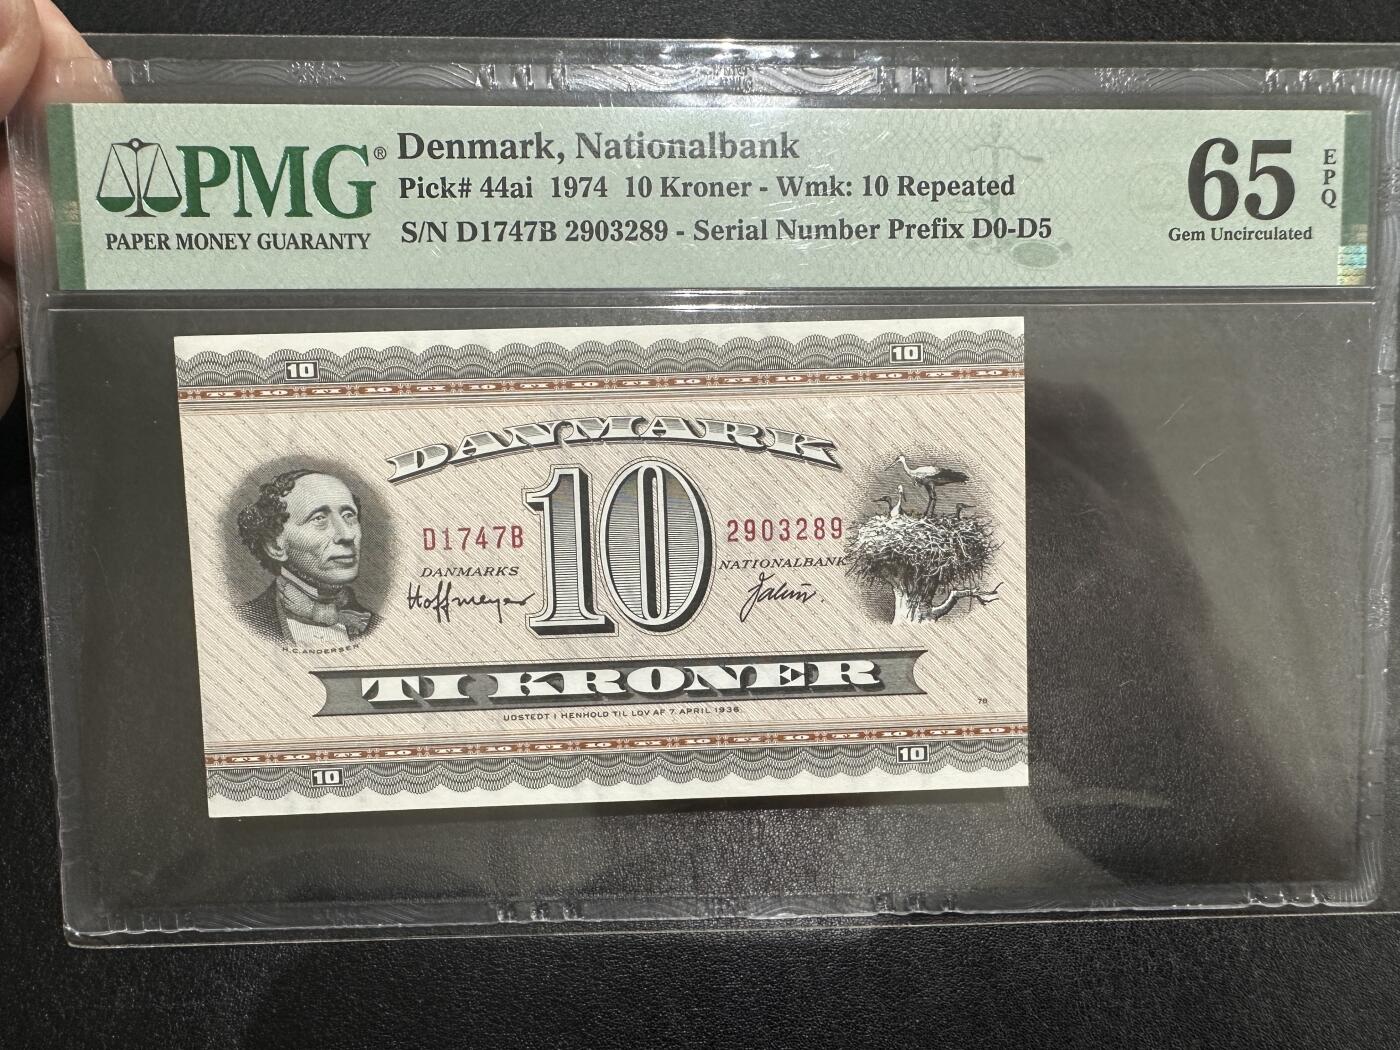 PMG®
PAPER MONEY GUARANTY
Denmark, Nationalbank
Pick# 44ai 1974 10 Kroner - Wmk: 10 Repeated
S/N D1747B 2903289 - Serial Number Prefix D0-D5
65 EPQ
Gem Uncirculated
10 10
DANMARK
10
D1747B 2903289
DANMARKS NATIONALBANK
Hoffmeyer
H.C. ANDERSEN
TI KRONER
UDSTEDT I HENHOLD TIL LOV AF 7. APRIL 1936
10 10